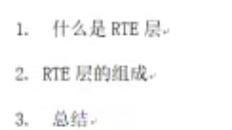 1. 什么是 RTE 层
2. RTE 层的组成
3. 总结